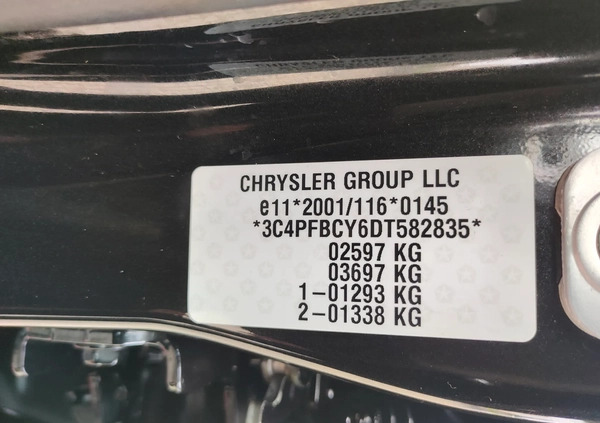 CHRYSLER GROUP LLC
e11*2001/116*0145
*3C4PFBCY6DT582835*
02597 KG
03697 KG
1-01293 KG
2-01338 KG